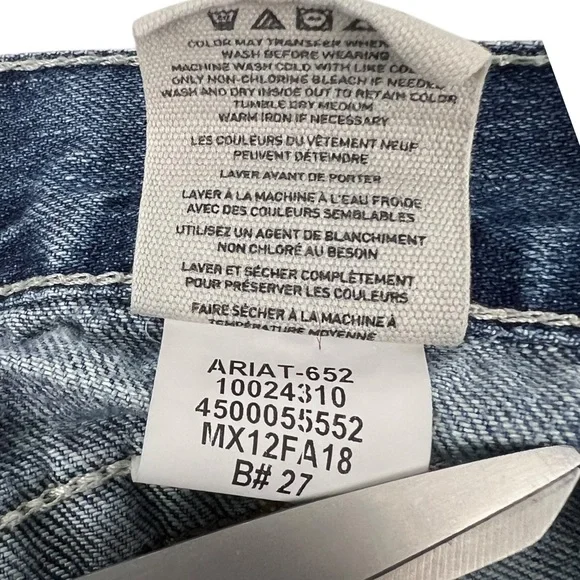 COLOR MAY TRANSFER WHEN
WASH BEFORE WEARING
MACHINE WASH COLD WITH LIKE
ONLY NON-CHLORINE BLEACH IF NEEDED
WASH AND DRY INSIDE OUT TO RETAIN COLOR
TUMBLE DRY MEDIUM
WARM IRON IF NECESSARY
LES COULEURS DU VÊTEMENT NEUF
PEUVENT DÉTEINDRE
LAVER AVANT DE PORTER
LAVER À LA MACHINE À L'EAU FROIDE
AVEC DES COULEURS SEMBLABLES
UTILISEZ UN AGENT DE BLANCHIMENT
NON CHLORÉ AU BESOIN
LAVER ET SÉCHER COMPLÈTEMENT
POUR PRÉSERVER LES COULEURS
FAIRE SÉCHER À LA MACHINE À
TEMPÉRATURE MOYENNE
ARIAT-652
10024310
4500055552
MX12FA18
B# 27